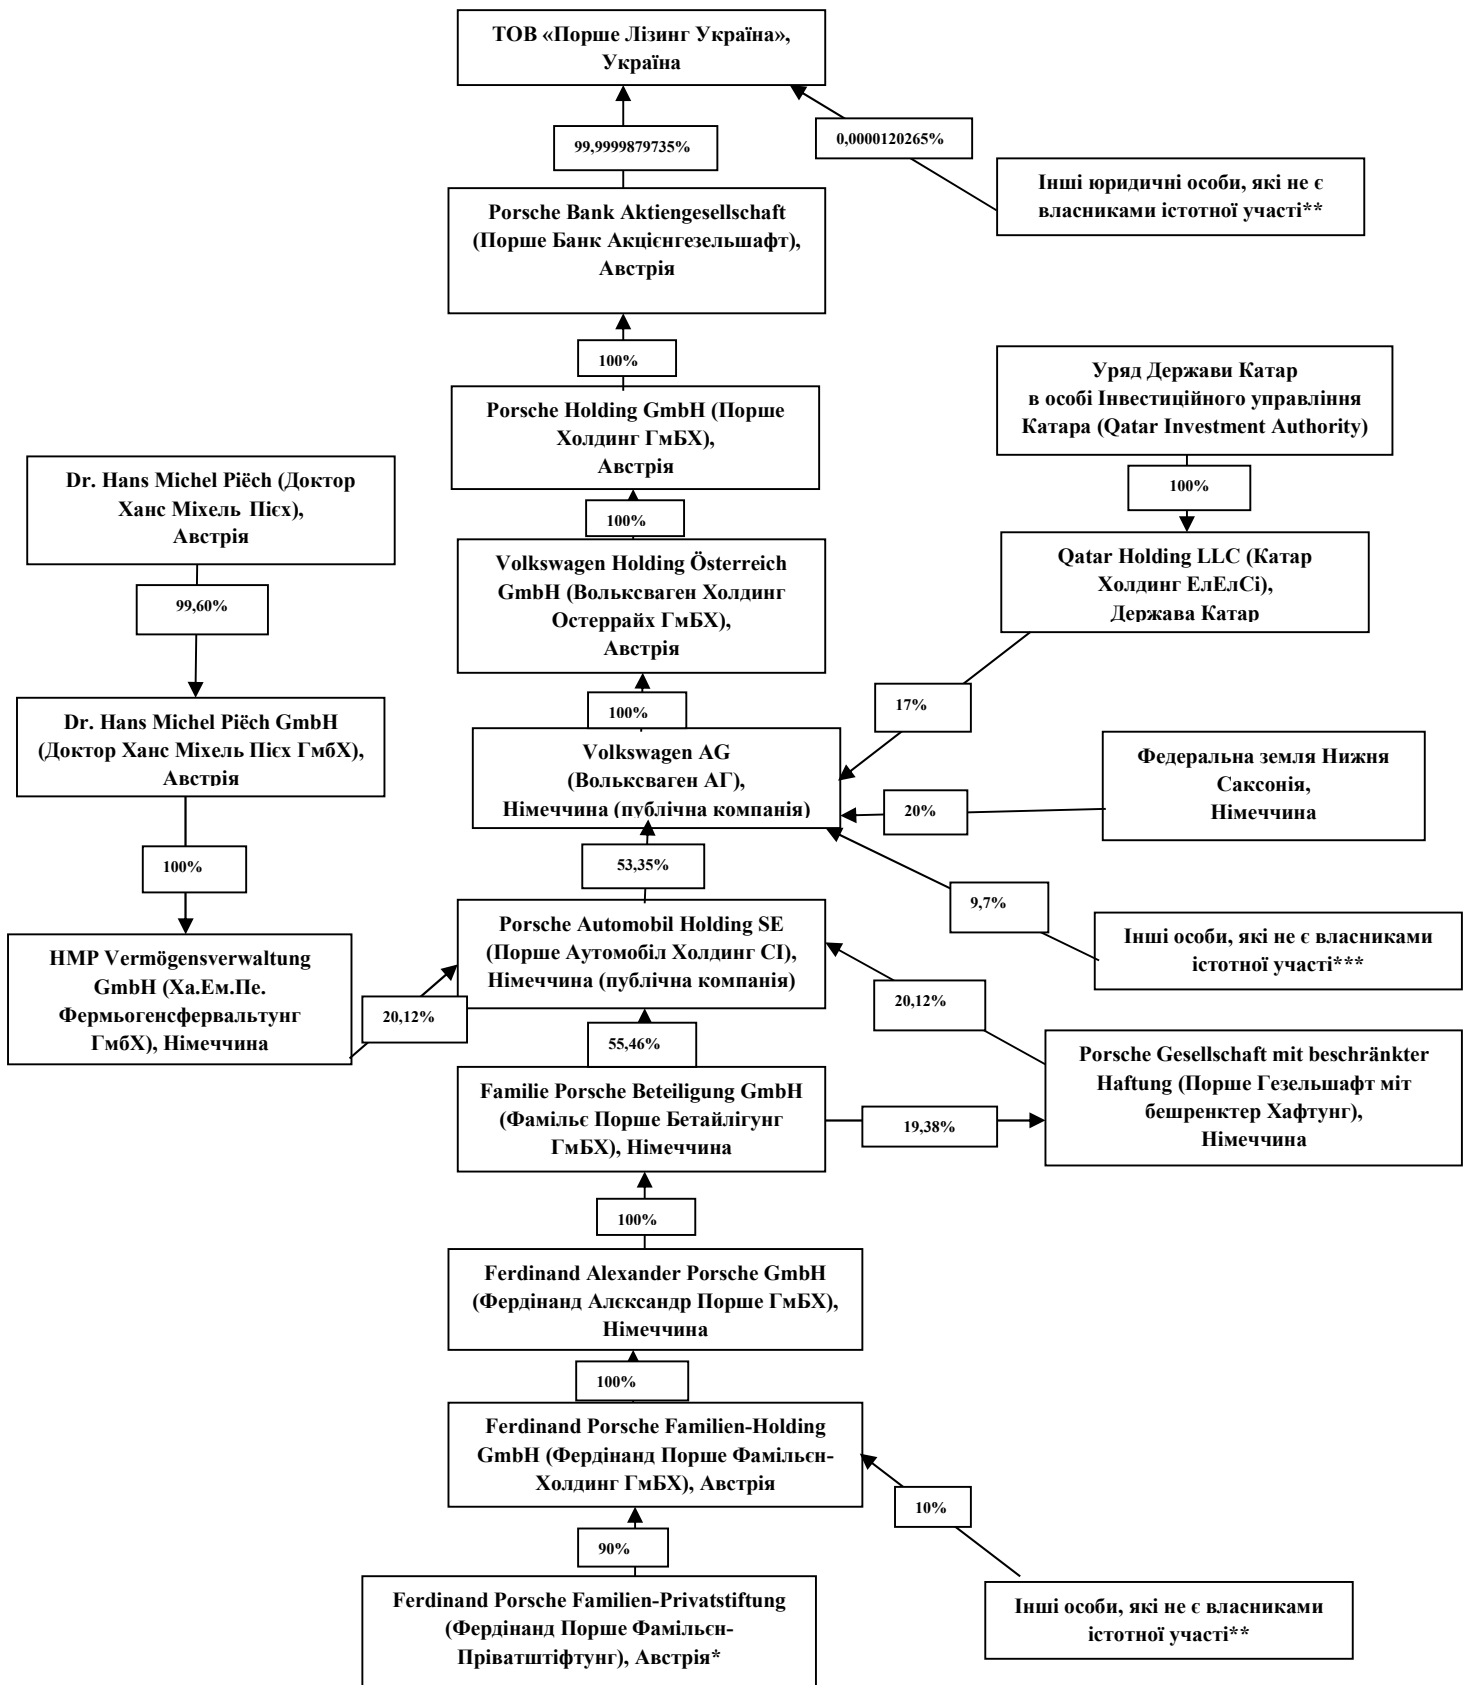 ТОВ «Порше Лізинг Україна»,
Україна
99,9999879735%
0,0000120265%
Інші юридичні особи, які не є
власниками істотної участі**
Porsche Bank Aktiengesellschaft
(Порше Банк Акцієнгезельшафт),
Австрія
100%
Уряд Держави Катар
в особі Інвестиційного управління
Катара (Qatar Investment Authority)
Porsche Holding GmbH (Порше
Холдинг ГмБХ),
Австрія
100%
Dr. Hans Michel Piëch (Доктор
Ханс Міхель Пієх),
Австрія
100%
Qatar Holding LLC (Катар
Холдинг ЕлЕлСі),
Держава Катар
Volkswagen Holding Österreich
GmbH (Вольксваген Холдинг
Остеррайх ГмБХ),
Австрія
99,60%
17%
100%
Dr. Hans Michel Piëch GmbH
(Доктор Ханс Міхель Пієх ГмбХ),
Австрія
Volkswagen AG
(Вольксваген АГ),
Німеччина (публічна компанія)
Федеральна земля Нижня
Саксонія,
Німеччина
20%
100%
53,35%
9,7%
Інші особи, які не є власниками
істотної участі***
Porsche Automobil Holding SE
(Порше Аутомобіл Холдинг СІ),
Німеччина (публічна компанія)
HMP Vermögensverwaltung
GmbH (Ха.Ем.Пе.
Фермьогенсфервальтунг
ГмбХ), Німеччина
20,12%
20,12%
55,46%
Porsche Gesellschaft mit beschränkter
Haftung (Порше Гезельшафт міт
бешренктер Хафтунг),
Німеччина
Familie Porsche Beteiligung GmbH
(Фамільє Порше Бетайлігунг
ГмБХ), Німеччина
19,38%
100%
Ferdinand Alexander Porsche GmbH
(Фердінанд Алєксандр Порше ГмБХ),
Німеччина
100%
Ferdinand Porsche Familien-Holding
GmbH (Фердінанд Порше Фамільєн-
Холдинг ГмБХ), Австрія
10%
90%
Ferdinand Porsche Familien-Privatstiftung
(Фердінанд Порше Фамільєн-
Пріватштіфтунг), Австрія*
Інші особи, які не є власниками
істотної участі**